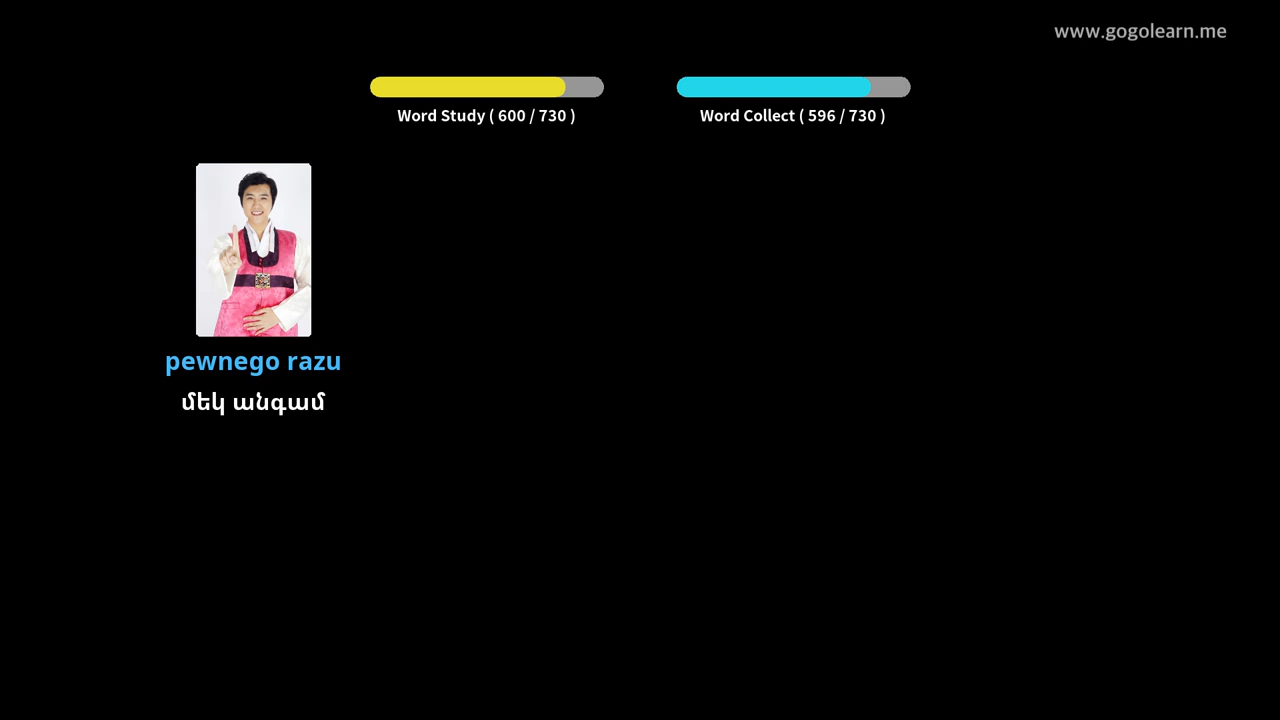 www.gogolearn.me
Word Study ( 600 / 730 )
Word Collect ( 596 / 730 )
pewnego razu
մեկ անգամ